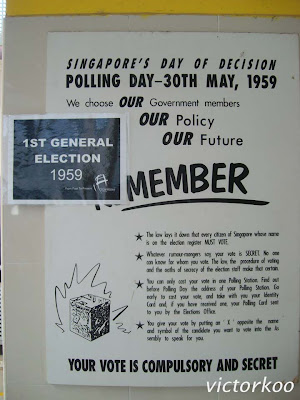 SINGAPORE'S DAY OF DECISION
POLLING DAY–30TH MAY, 1959
We choose OUR Government members
OUR Policy
OUR Future
1ST GENERAL
ELECTION
1959
MEMBER
★ The law lays it down that every citizen of Singapore whose name
is on the election register MUST VOTE.
★ Whatever rumour-mongers say, your vote is SECRET. No one
can know for whom you vote. The law, the procedure of voting
and the oaths of secrecy of the election staff make that certain.
★ You can only cast your vote in one Polling Station. Find out
before Polling Day the address of your Polling Station. Go
early to cast your vote, and take with you your Identity
Card and, if you have received one, your Polling Card sent
to you by the Elections Office.
★ You give your vote by putting an 'X' opposite the name
and symbol of the candidate you want to vote into the As
sembly to speak for you.
YOUR VOTE IS COMPULSORY AND SECRET
victorkoo